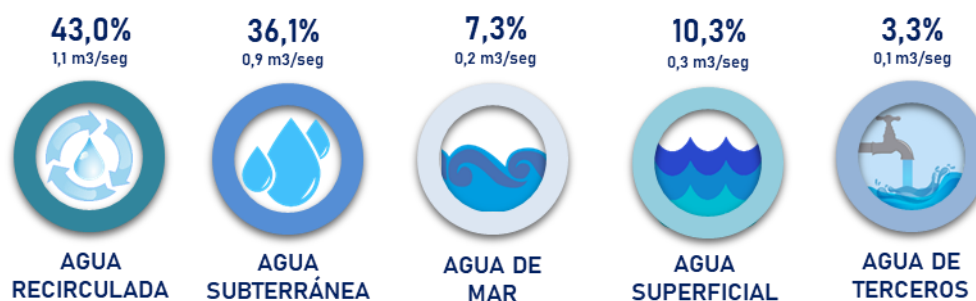 43,0%
1,1 m3/seg
AGUA
RECIRCULADA
36,1%
0,9 m3/seg
AGUA
SUBTERRÁNEA
7,3%
0,2 m3/seg
AGUA DE
MAR
10,3%
0,3 m3/seg
AGUA
SUPERFICIAL
3,3%
0,1 m3/seg
AGUA DE
TERCEROS